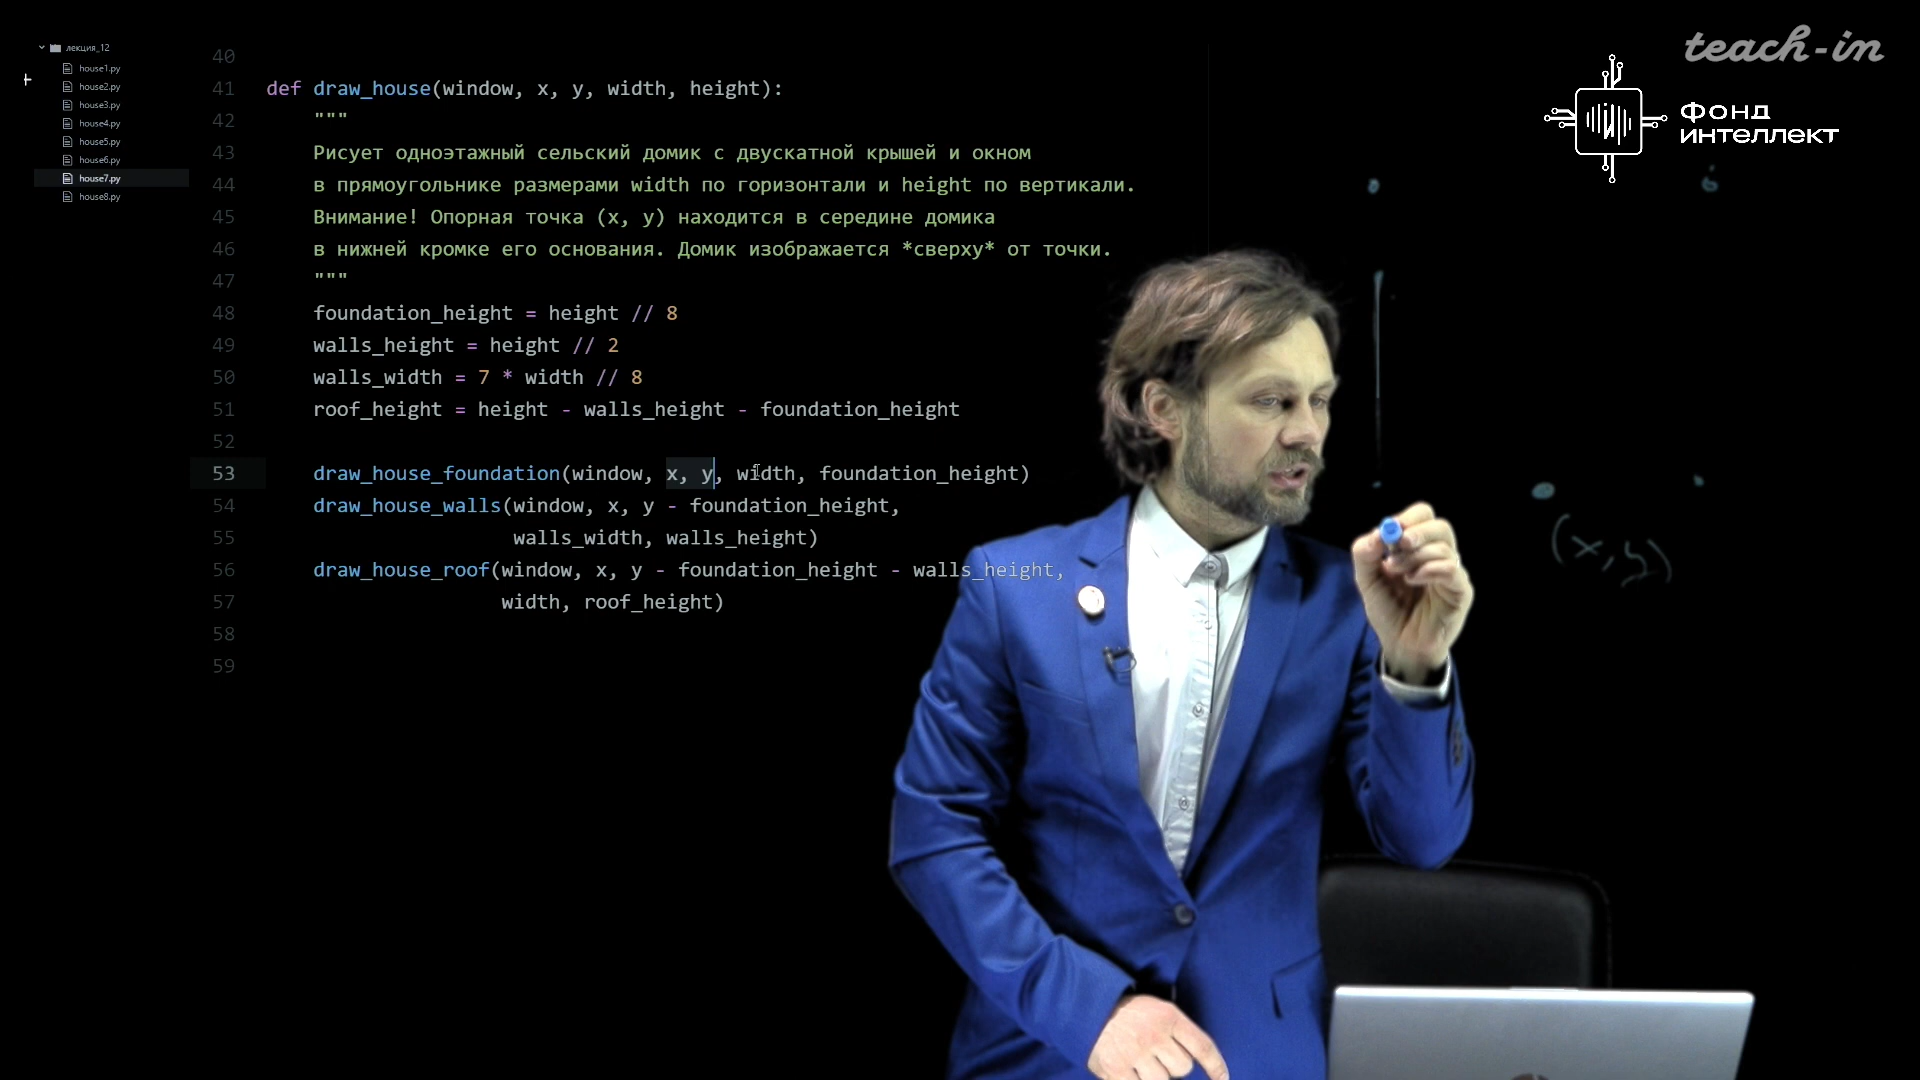 лекция_12
house1.py
house2.py
house3.py
house4.py
house5.py
house6.py
house7.py
house8.py
40
41 def draw_house(window, x, y, width, height):
42 """
43 Рисует одноэтажный сельский домик с двускатной крышей и окном
44 в прямоугольнике размерами width по горизонтали и height по вертикали.
45 Внимание! Опорная точка (x, y) находится в середине домика
46 в нижней кромке его основания. Домик изображается *сверху* от точки.
47 """
48 foundation_height = height // 8
49 walls_height = height // 2
50 walls_width = 7 * width // 8
51 roof_height = height - walls_height - foundation_height
52
53 draw_house_foundation(window, x, y, width, foundation_height)
54 draw_house_walls(window, x, y - foundation_height,
55 walls_width, walls_height)
56 draw_house_roof(window, x, y - foundation_height - walls_height,
57 width, roof_height)
58
59
teach-in
ФОНД
ИНТЕЛЛЕКТ
(x, y)